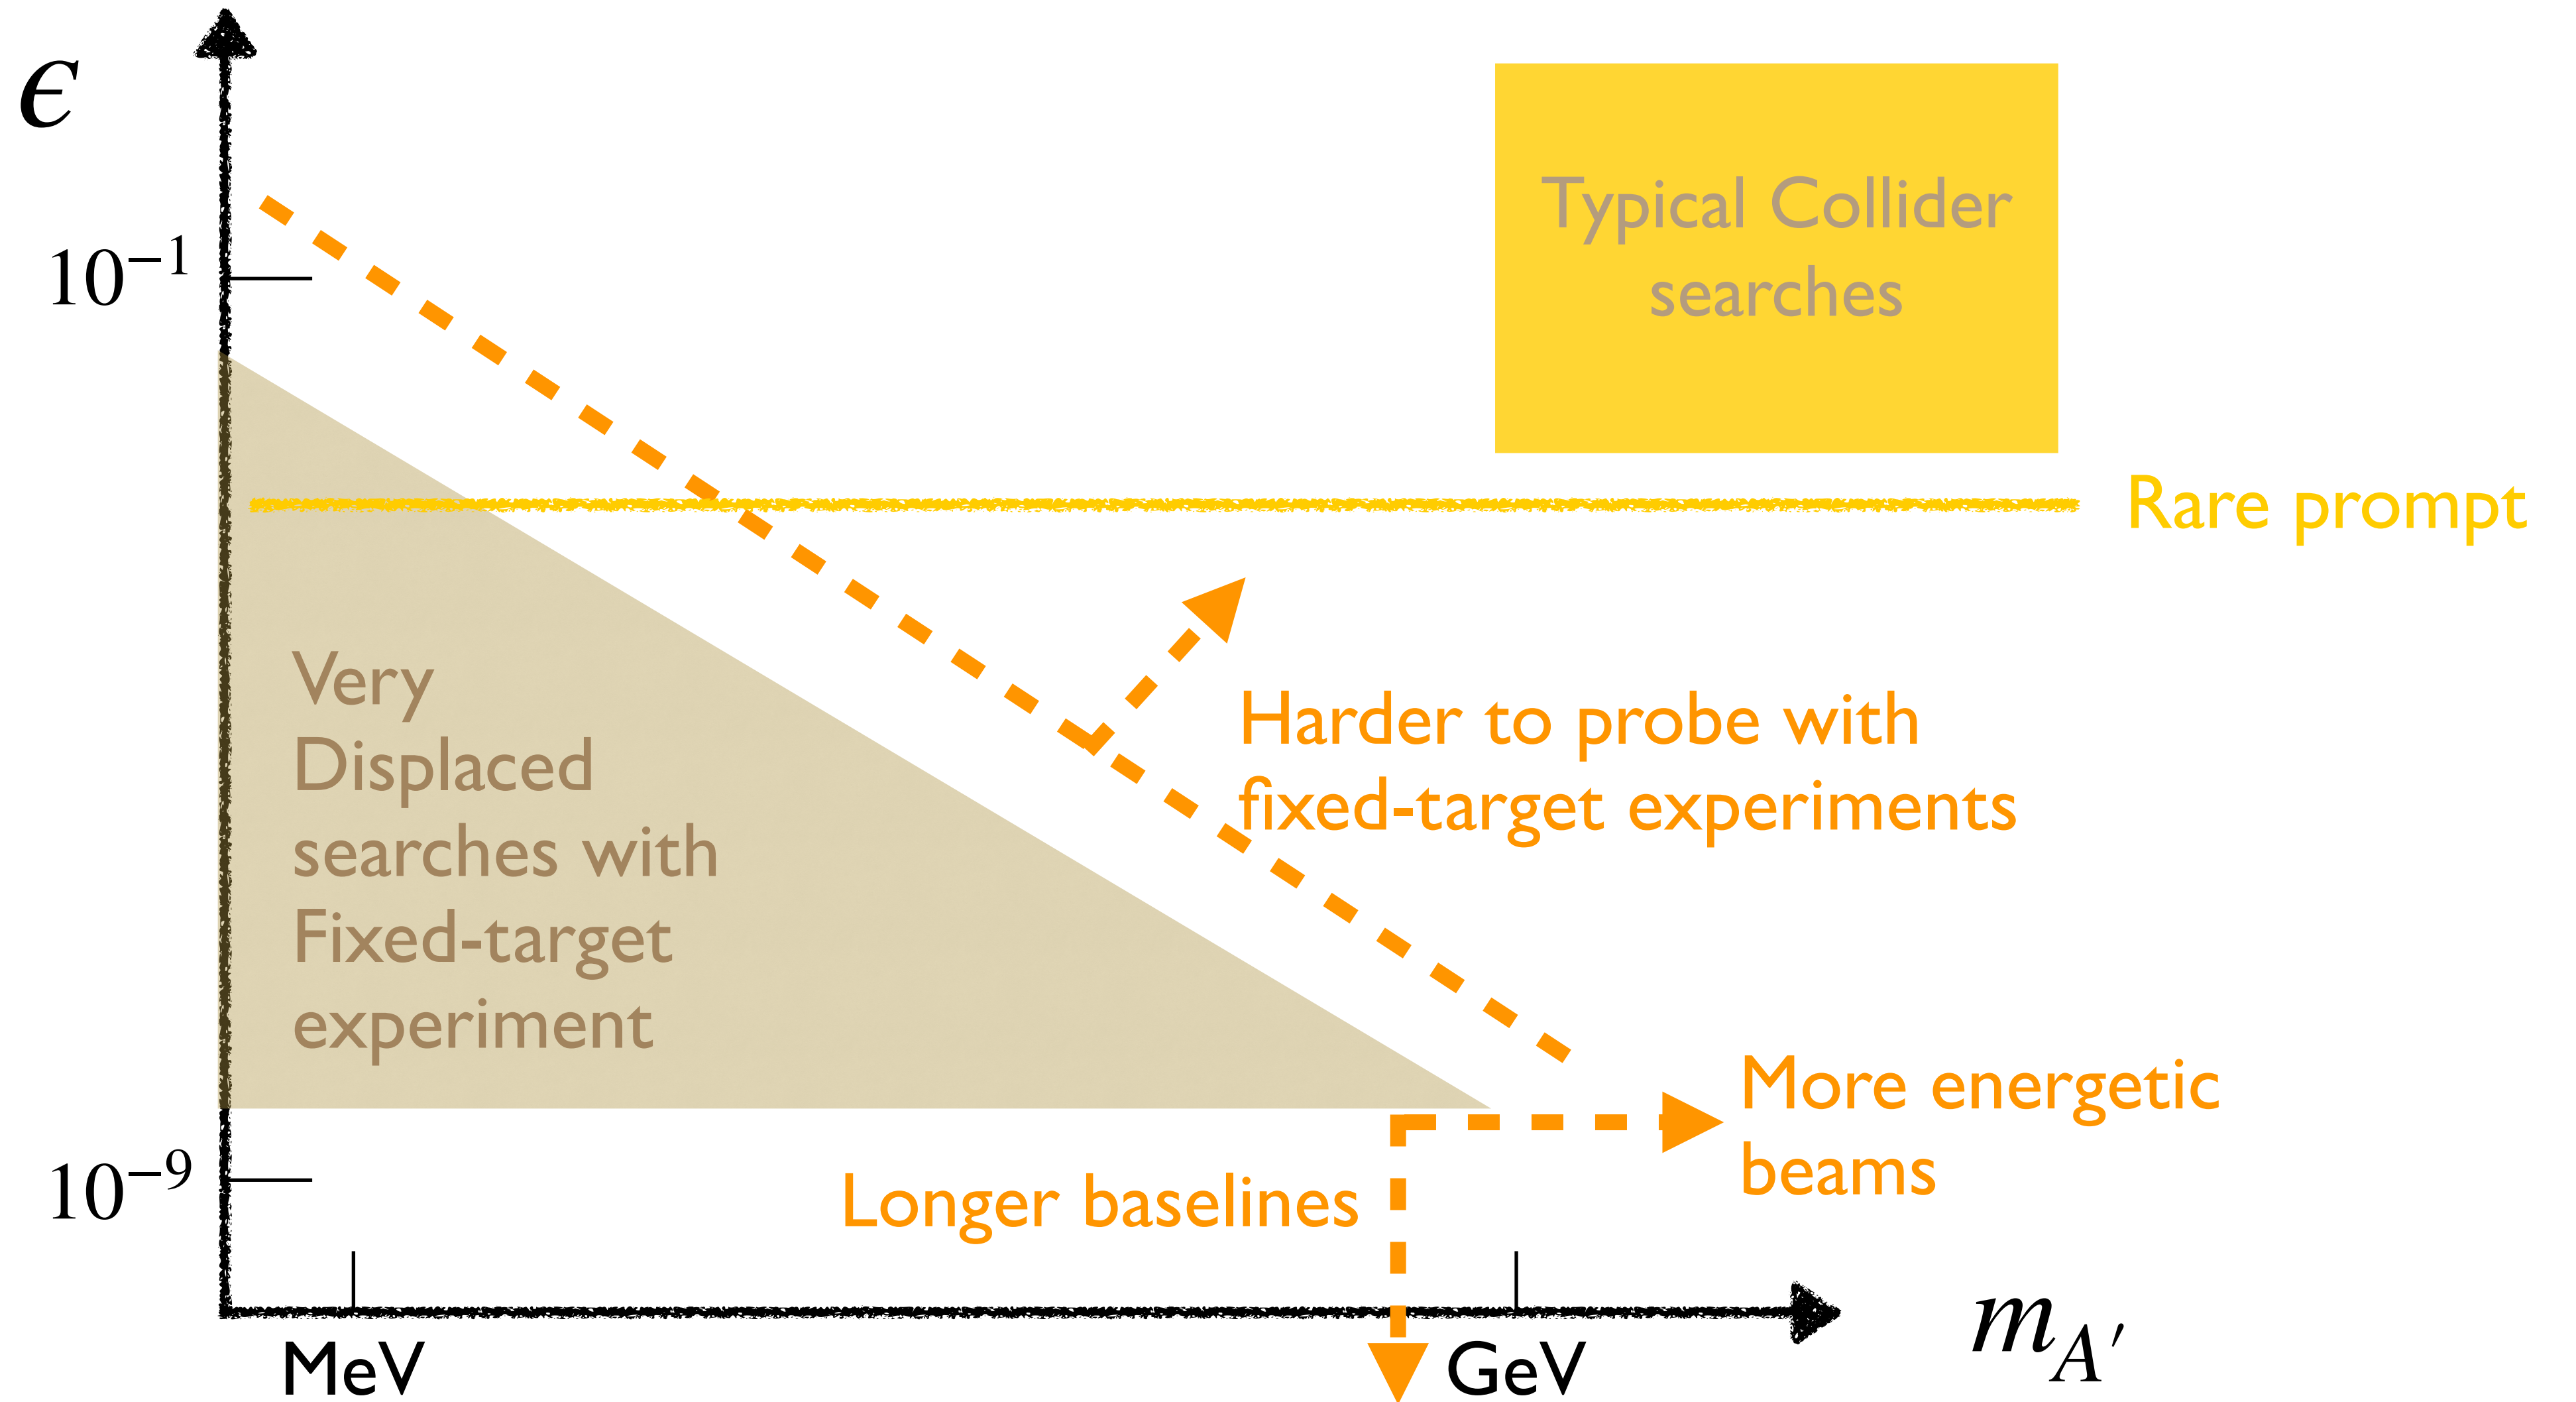 ϵ
10⁻¹
Typical Collider
searches
Rare prompt
Very
Displaced
searches with
Fixed-target
experiment
Harder to probe with
fixed-target experiments
More energetic
beams
Longer baselines
10⁻⁹
MeV
GeV
m_A′